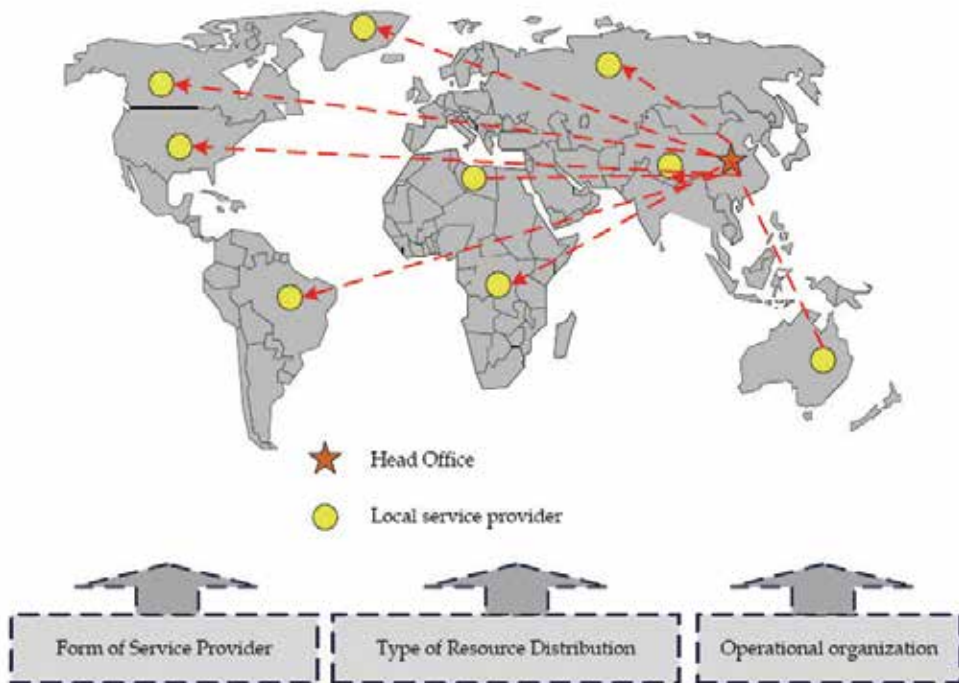 Head Office
Local service provider
Form of Service Provider
Type of Resource Distribution
Operational organization